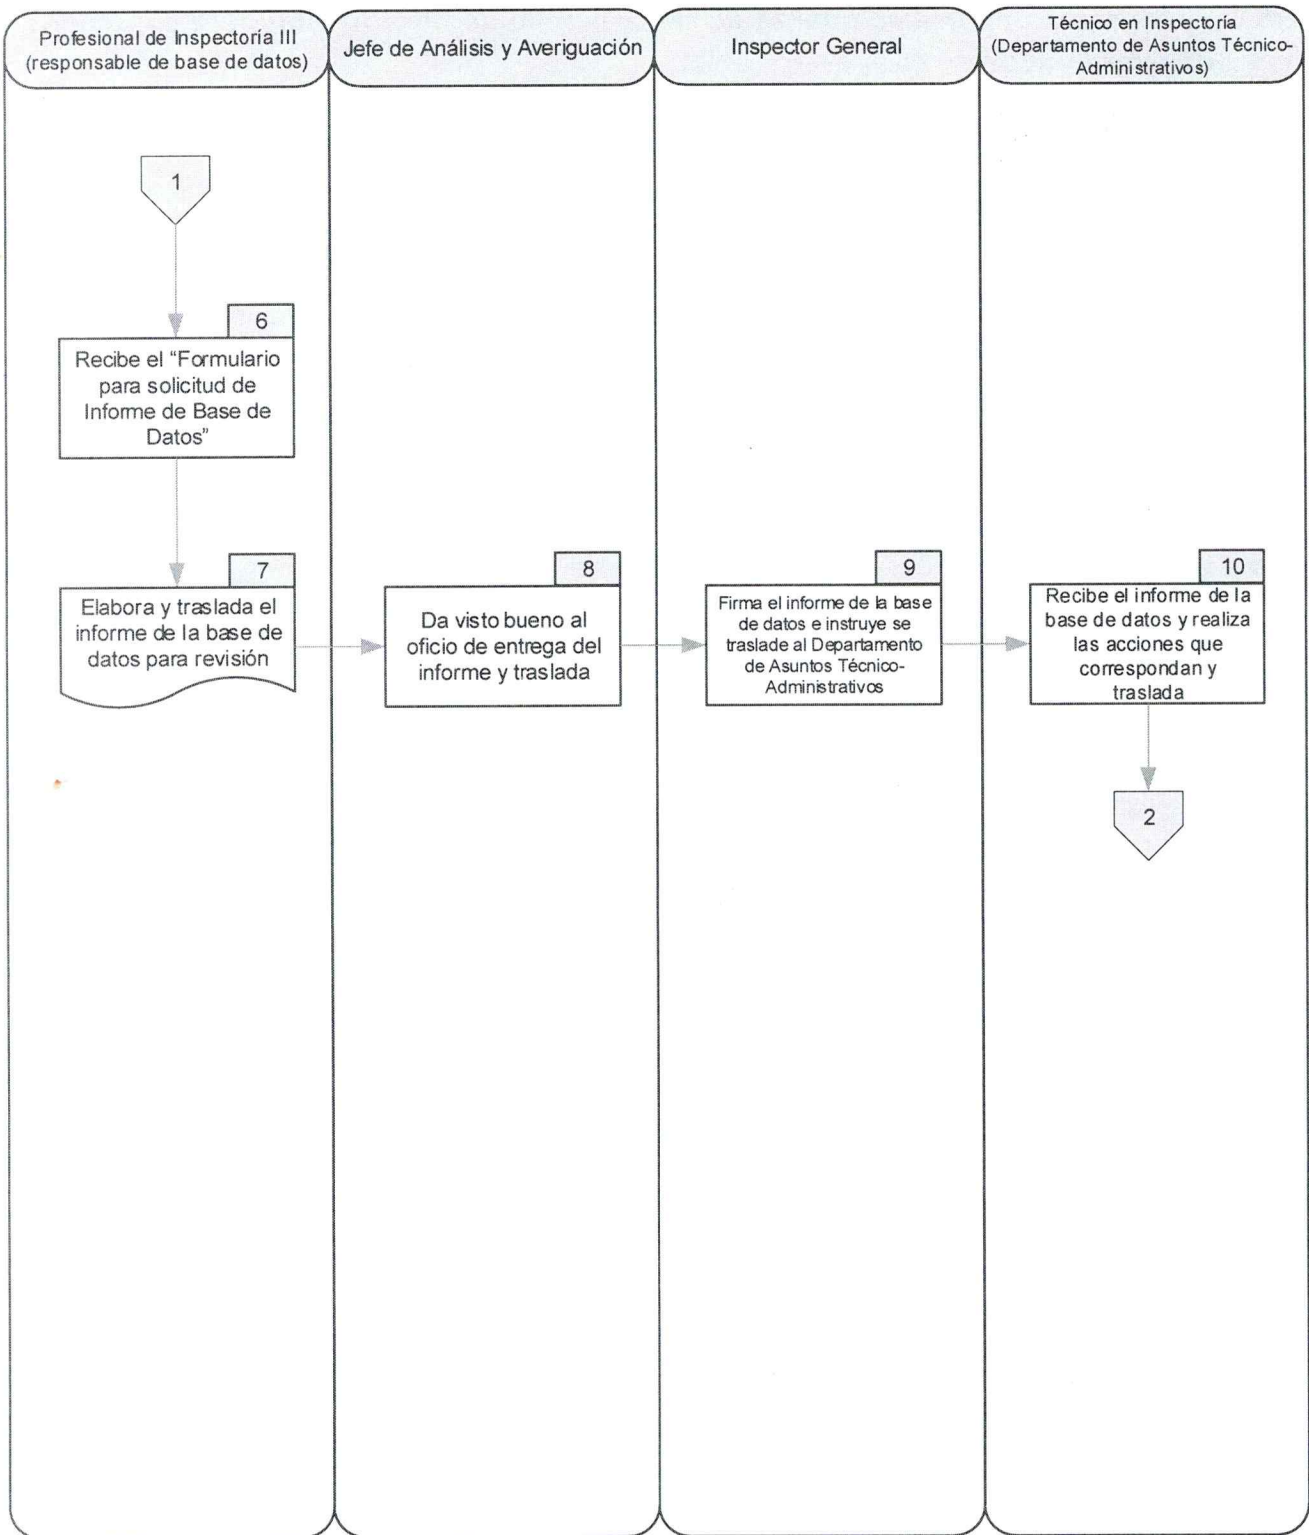 Profesional de Inspectoría III
(responsable de base de datos)
Jefe de Análisis y Averiguación
Inspector General
Técnico en Inspectoría
(Departamento de Asuntos Técnico-
Administrativos)
1
6
Recibe el “Formulario
para solicitud de
Informe de Base de
Datos”
7
Elabora y traslada el
informe de la base de
datos para revisión
8
Da visto bueno al
oficio de entrega del
informe y traslada
9
Firma el informe de la base
de datos e instruye se
traslade al Departamento
de Asuntos Técnico-
Administrativos
10
Recibe el informe de la
base de datos y realiza
las acciones que
correspondan y
traslada
2